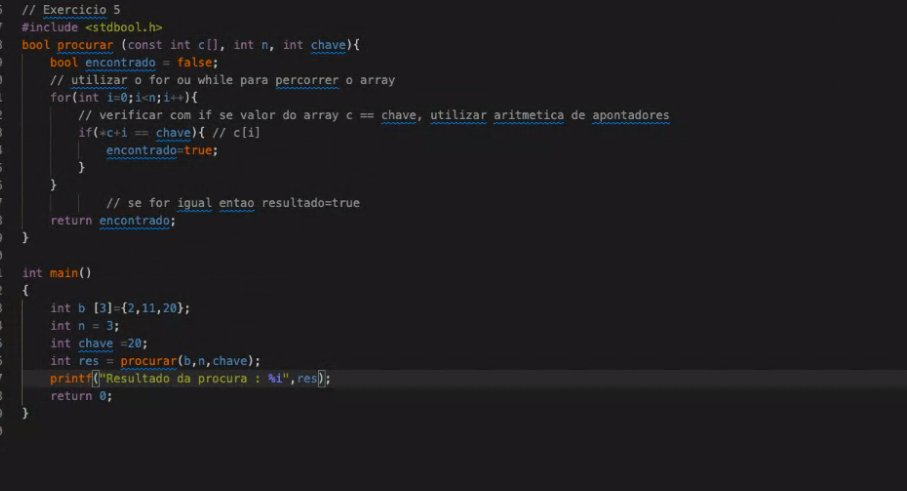 // Exercicio 5
#include <stdbool.h>
bool procurar (const int c[], int n, int chave){
    bool encontrado = false;
    // utilizar o for ou while para percorrer o array
    for(int i=0;i<n;i++){
        // verificar com if se valor do array c == chave, utilizar aritmetica de apontadores
        if(*c+i == chave){ // c[i]
            encontrado=true;
        }
    }
            // se for igual entao resultado=true
    return encontrado;
}
int main()
{
    int b [3]={2,11,20};
    int n = 3;
    int chave =20;
    int res = procurar(b,n,chave);
    printf("Resultado da procura : %i",res);
    return 0;
}